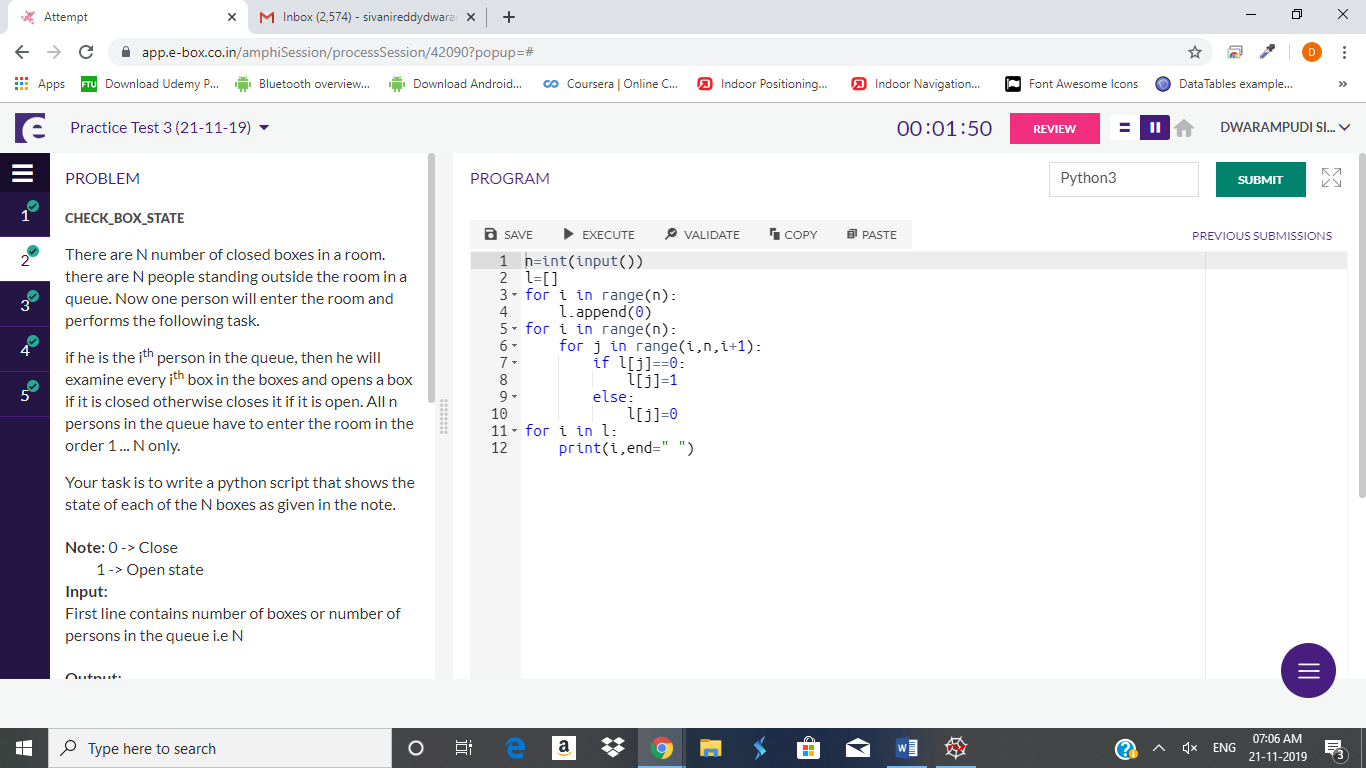 Attempt
Inbox (2,574) - sivanireddydwarar
app.e-box.co.in/amphiSession/processSession/42090?popup=#
D
Apps
FTU Download Udemy P...
Bluetooth overview...
Download Android...
Coursera | Online C...
Indoor Positioning...
Indoor Navigation...
Font Awesome Icons
DataTables example...
»
e
Practice Test 3 (21-11-19)
00:01:50
REVIEW
DWARAMPUDI SI...
1
2
3
4
5
PROBLEM
CHECK_BOX_STATE
There are N number of closed boxes in a room.
there are N people standing outside the room in a
queue. Now one person will enter the room and
performs the following task.
if he is the ith person in the queue, then he will
examine every ith box in the boxes and opens a box
if it is closed otherwise closes it if it is open. All n
persons in the queue have to enter the room in the
order 1 ... N only.
Your task is to write a python script that shows the
state of each of the N boxes as given in the note.
Note: 0 -> Close
1 -> Open state
Input:
First line contains number of boxes or number of
persons in the queue i.e N
Output:
PROGRAM
Python3
SUBMIT
SAVE
EXECUTE
VALIDATE
COPY
PASTE
PREVIOUS SUBMISSIONS
1 n=int(input())
2 l=[]
3 for i in range(n):
4     l.append(0)
5 for i in range(n):
6     for j in range(i,n,i+1):
7         if l[j]==0:
8             l[j]=1
9         else:
10             l[j]=0
11 for i in l:
12     print(i,end=" ")
Type here to search
ENG
07:06 AM
21-11-2019
3